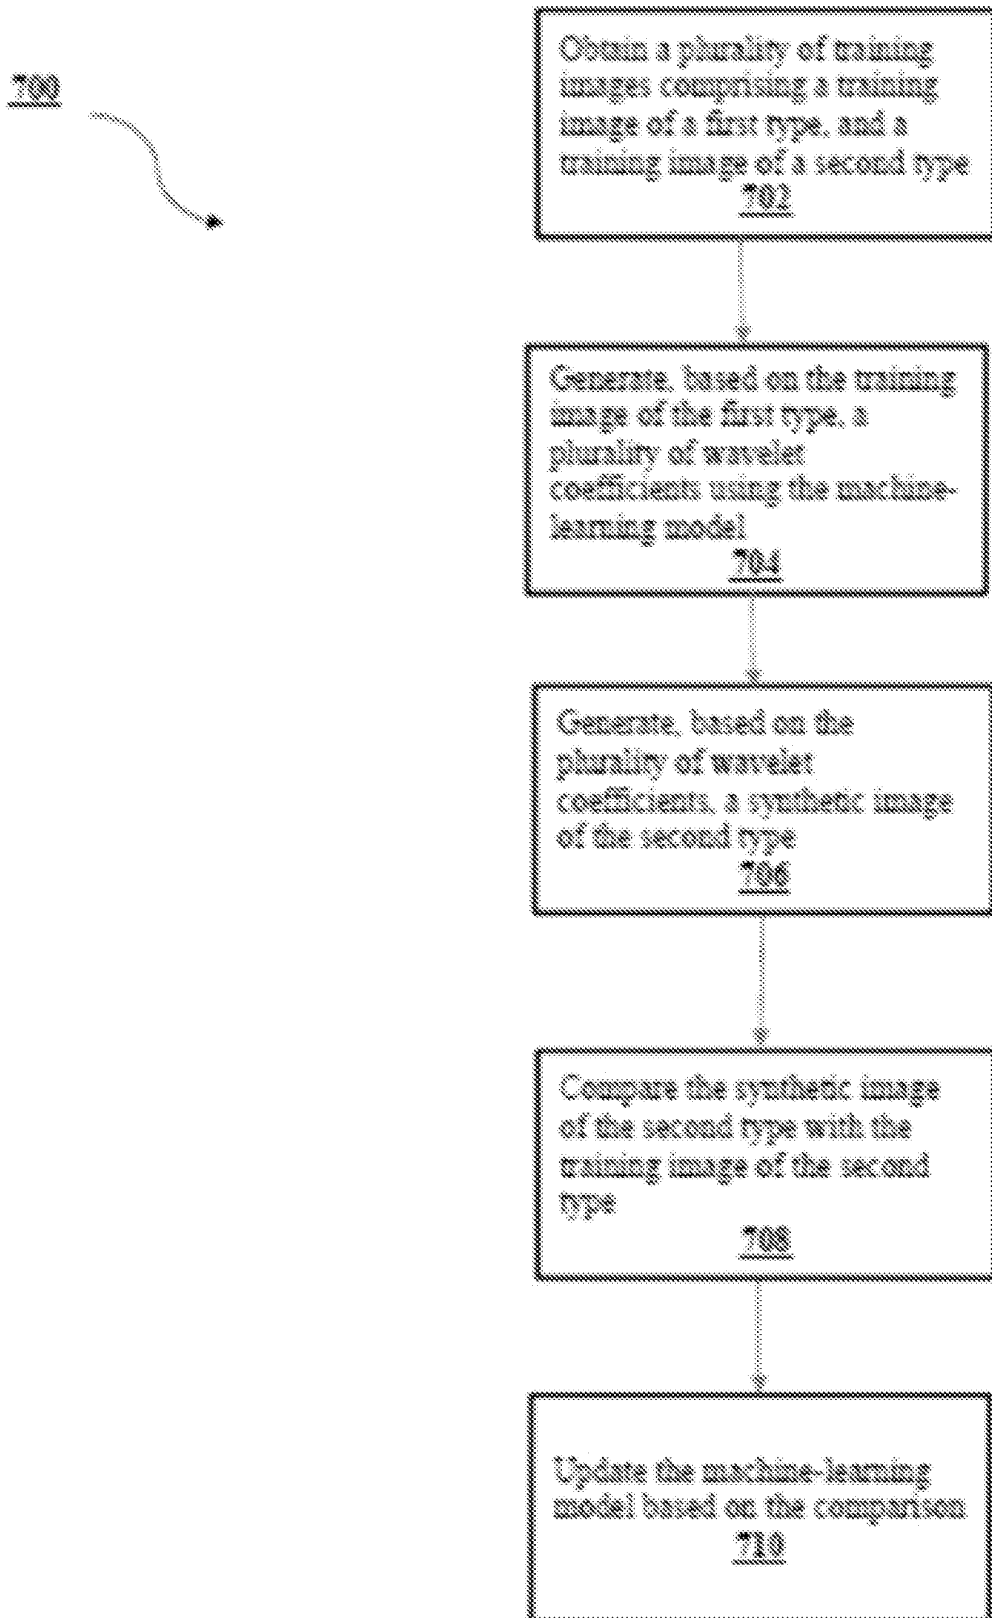 700
Obtain a plurality of training
images comprising a training
image of a first type, and a
training image of a second type
702
Generate, based on the training
image of the first type, a
plurality of wavelet
coefficients using the machine-
learning model
704
Generate, based on the
plurality of wavelet
coefficients, a synthetic image
of the second type
706
Compare the synthetic image
of the second type with the
training image of the second
type
708
Update the machine-learning
model based on the comparison
710